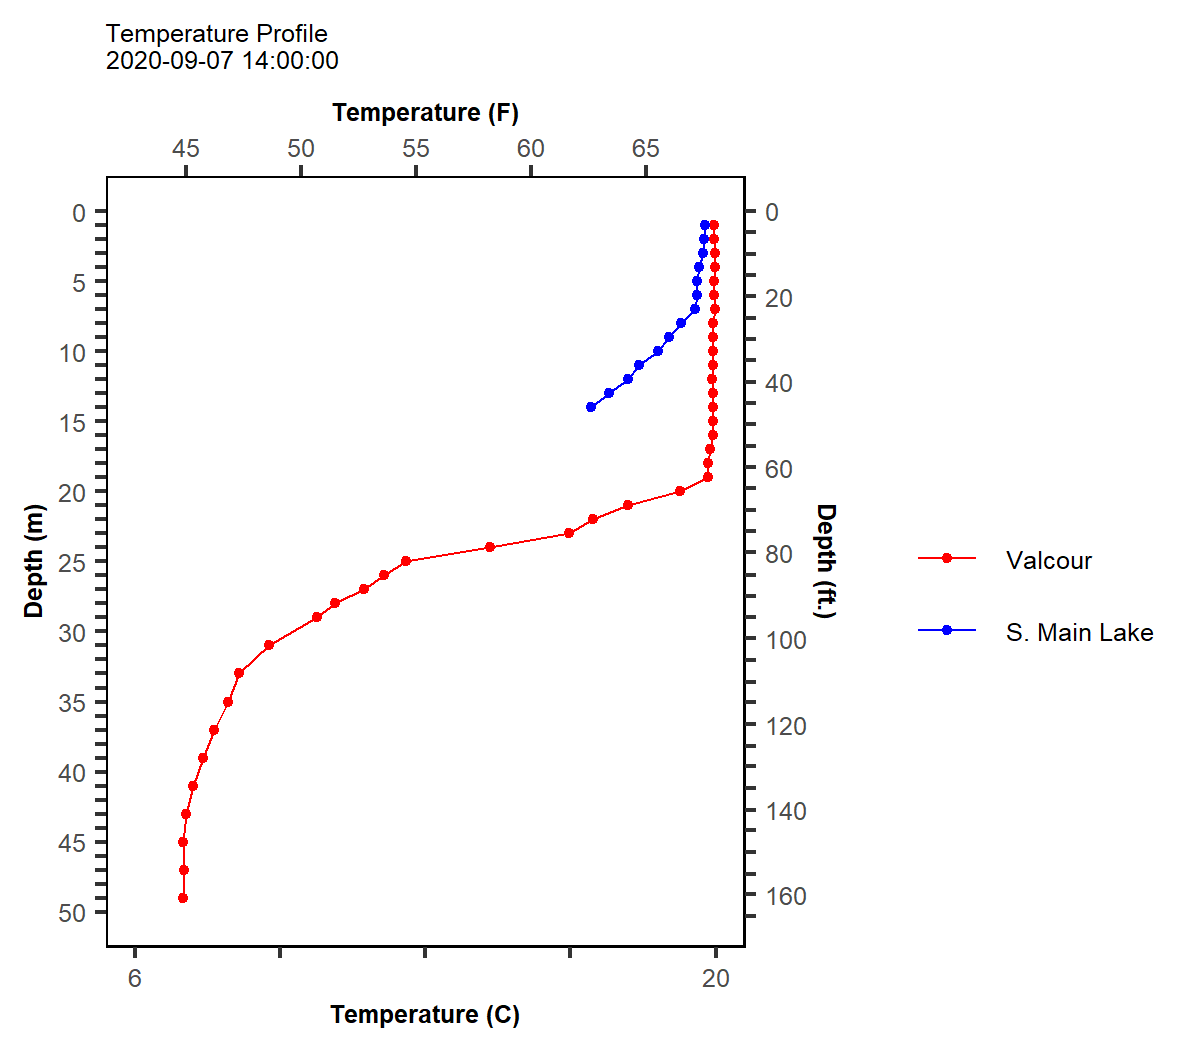 Temperature Profile
2020-09-07 14:00:00
Temperature (F)
45 50 55 60 65
0
5
10
15
20
25
30
35
40
45
50
Depth (m)
0
20
40
60
80
100
120
140
160
Depth (ft.)
6 20
Temperature (C)
Valcour
S. Main Lake